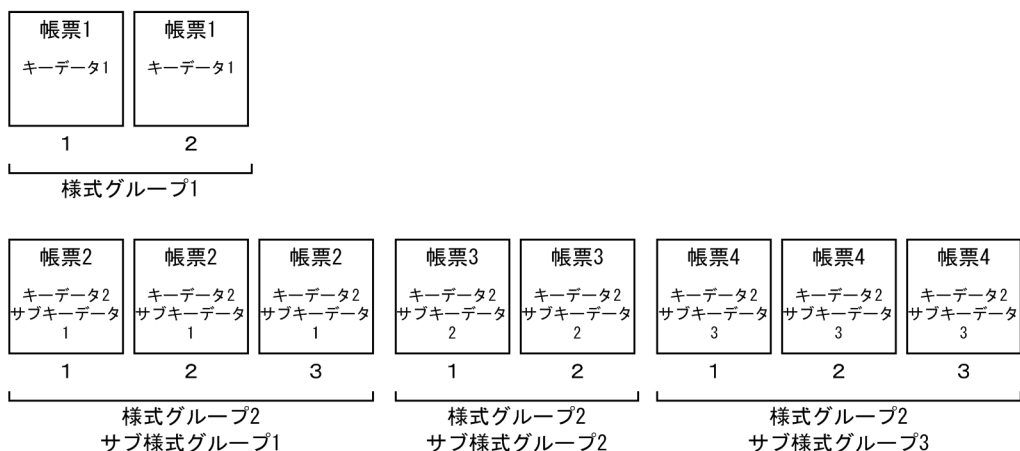 帳票1
キーデータ1
帳票1
キーデータ1
1
2
様式グループ1
帳票2
キーデータ2
サブキーデータ
1
帳票2
キーデータ2
サブキーデータ
1
帳票2
キーデータ2
サブキーデータ
1
帳票3
キーデータ2
サブキーデータ
2
帳票3
キーデータ2
サブキーデータ
2
帳票4
キーデータ2
サブキーデータ
3
帳票4
キーデータ2
サブキーデータ
3
帳票4
キーデータ2
サブキーデータ
3
1
2
3
1
2
1
2
3
様式グループ2
サブ様式グループ1
様式グループ2
サブ様式グループ2
様式グループ2
サブ様式グループ3